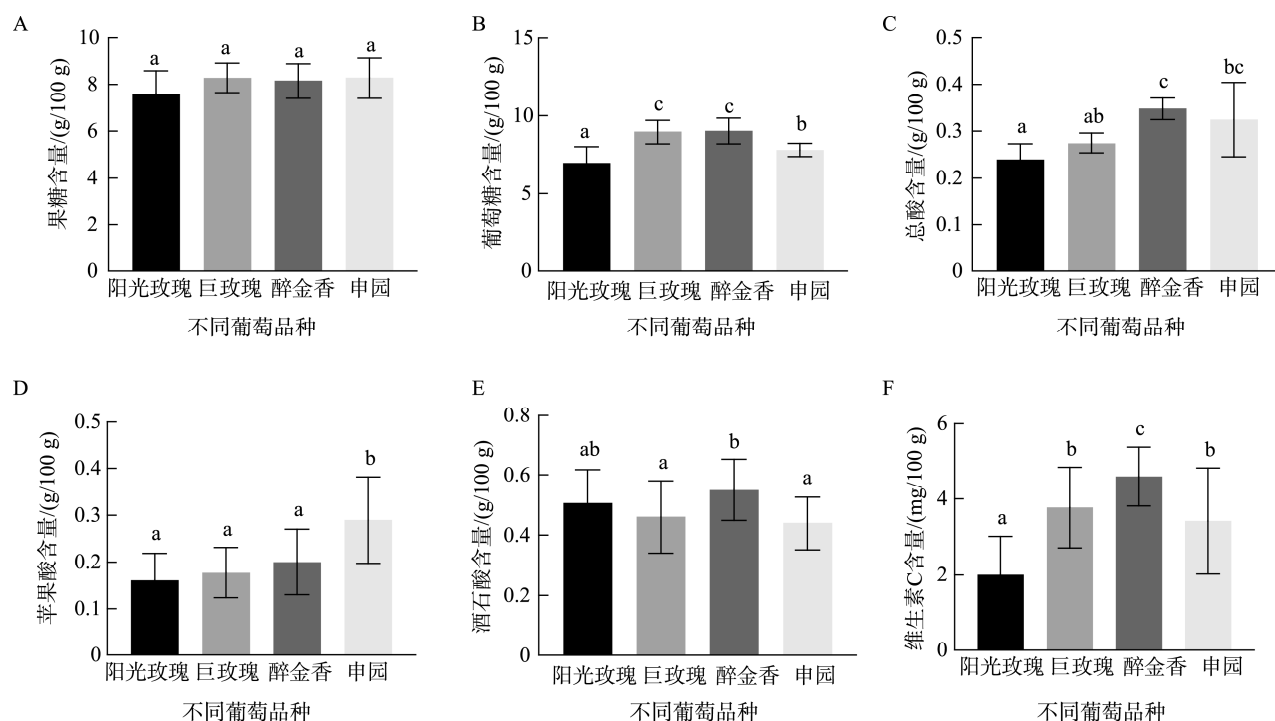 A
果糖含量/(g/100 g)
10
8
6
4
2
0
a
a
a
a
阳光玫瑰 巨玫瑰 醉金香 申园
不同葡萄品种
B
葡萄糖含量/(g/100 g)
15
10
5
0
a
c
c
b
阳光玫瑰 巨玫瑰 醉金香 申园
不同葡萄品种
C
总酸含量/(g/100 g)
0.5
0.4
0.3
0.2
0.1
0
a
ab
c
bc
阳光玫瑰 巨玫瑰 醉金香 申园
不同葡萄品种
D
苹果酸含量/(g/100 g)
0.5
0.4
0.3
0.2
0.1
0
a
a
a
b
阳光玫瑰 巨玫瑰 醉金香 申园
不同葡萄品种
E
酒石酸含量/(g/100 g)
0.8
0.6
0.4
0.2
0
ab
a
b
a
阳光玫瑰 巨玫瑰 醉金香 申园
不同葡萄品种
F
维生素C含量/(mg/100 g)
6
4
2
0
a
b
c
b
阳光玫瑰 巨玫瑰 醉金香 申园
不同葡萄品种